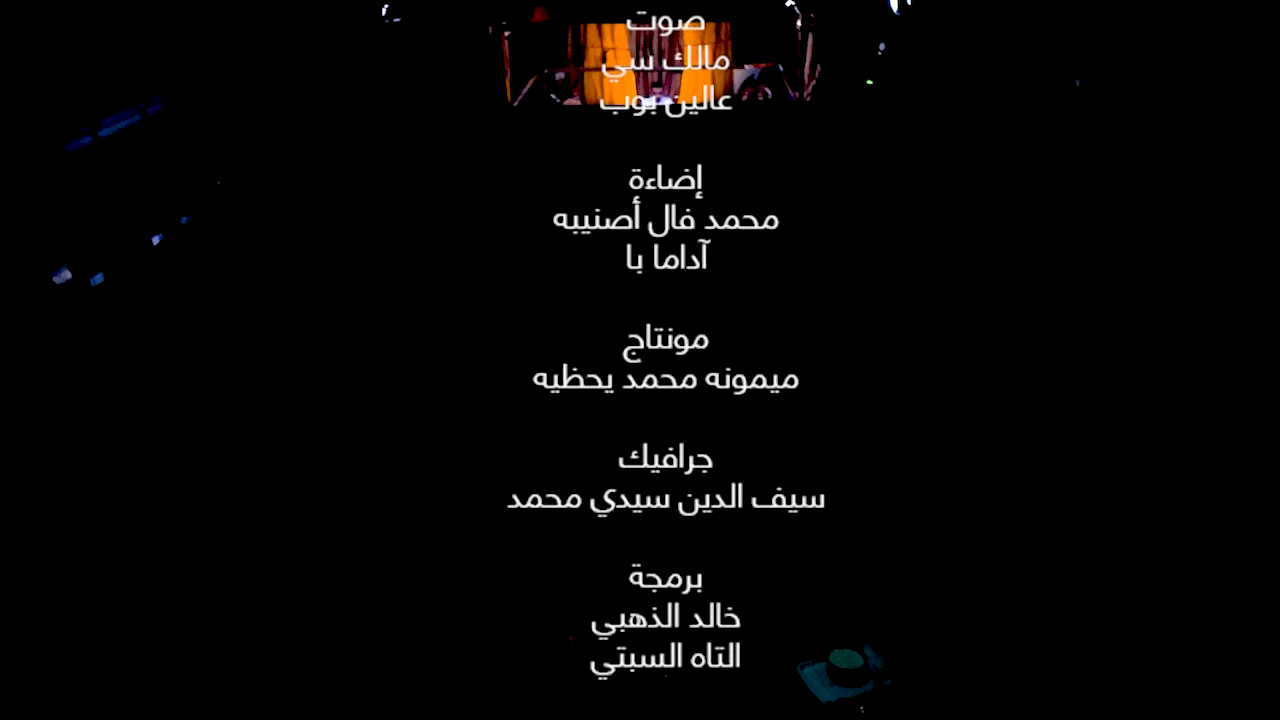 صوت
مالك سي
عالين بوب
إضاءة
محمد فال أصنيبه
آداما با
مونتاج
ميمونه محمد يحظيه
جرافيك
سيف الدين سيدي محمد
برمجة
خالد الذهبي
التاه السبتي